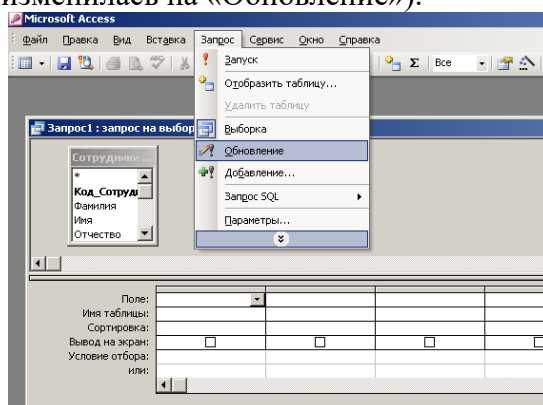 изменилась на «Обновление»).
Microsoft Access
Файл Правка Вид Вставка Запрос Сервис Окно Справка
Запуск
Отобразить таблицу...
Удалить таблицу
Выборка
Обновление
Добавление...
Запрос SQL
Параметры...
Σ Все
Запрос1 : запрос на выбор
Сотрудники ...
*
Код_Сотруд
Фамилия
Имя
Отчество
Поле:
Имя таблицы:
Сортировка:
Вывод на экран:
Условие отбора:
или: